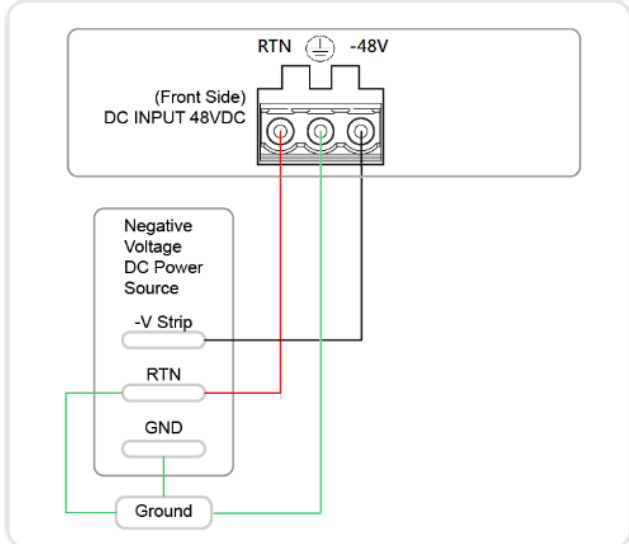 RTN -48V
(Front Side)
DC INPUT 48VDC
Negative
Voltage
DC Power
Source
-V Strip
RTN
GND
Ground